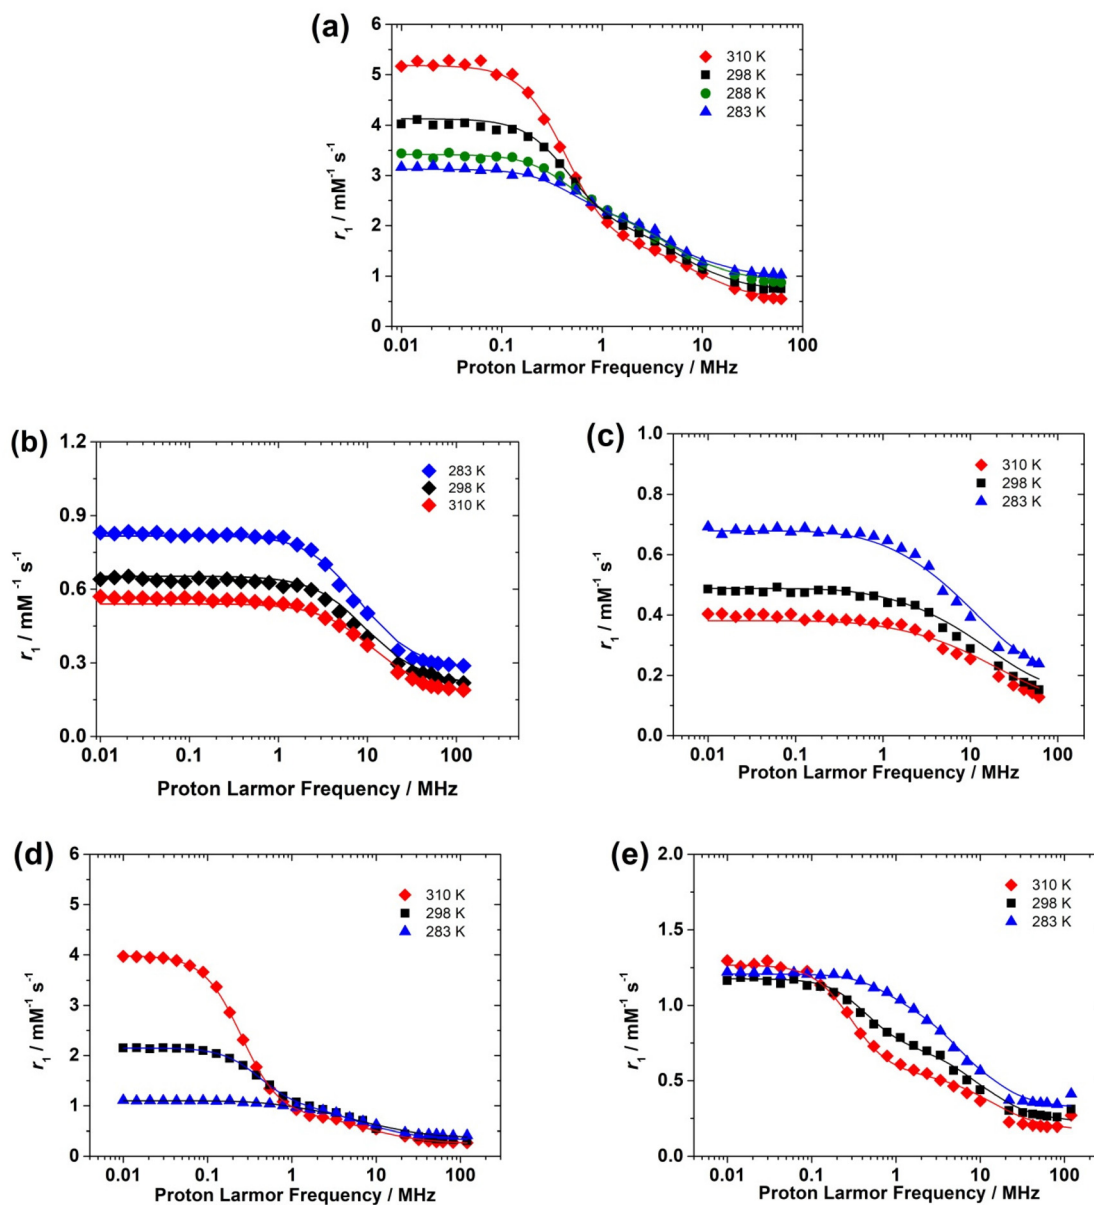 (a)
6
5
4
3
2
1
0
r₁ / mM⁻¹ s⁻¹
310 K
298 K
288 K
283 K
0.01 0.1 1 10 100
Proton Larmor Frequency / MHz
(b)
1.2
0.9
0.6
0.3
0.0
r₁ / mM⁻¹ s⁻¹
283 K
298 K
310 K
0.01 0.1 1 10 100
Proton Larmor Frequency / MHz
(c)
1.0
0.8
0.6
0.4
0.2
0.0
r₁ / mM⁻¹ s⁻¹
310 K
298 K
283 K
0.01 0.1 1 10 100
Proton Larmor Frequency / MHz
(d)
6
5
4
3
2
1
0
r₁ / mM⁻¹ s⁻¹
310 K
298 K
283 K
0.01 0.1 1 10 100
Proton Larmor Frequency / MHz
(e)
2.0
1.5
1.0
0.5
0.0
r₁ / mM⁻¹ s⁻¹
310 K
298 K
283 K
0.01 0.1 1 10 100
Proton Larmor Frequency / MHz